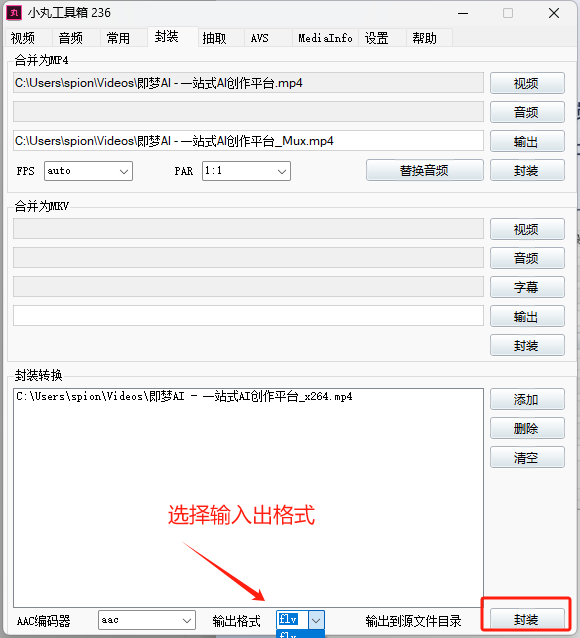 小丸工具箱 236
视频 音频 常用 封装 抽取 AVS MediaInfo 设置 帮助
合并为MP4
C:\Users\spion\Videos\即梦AI - 一站式AI创作平台.mp4 视频
音频
C:\Users\spion\Videos\即梦AI - 一站式AI创作平台_Mux.mp4 输出
FPS auto PAR 1:1 替换音频 封装
合并为MKV
视频
音频
字幕
输出
封装
封装转换
C:\Users\spion\Videos\即梦AI - 一站式AI创作平台_x264.mp4 添加
删除
清空
选择输入出格式
AAC编码器 aac 输出格式 flv 输出到源文件目录 封装
flv